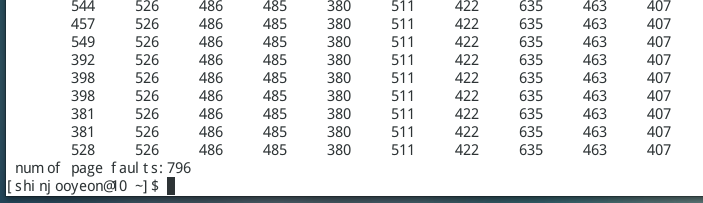 544 526 486 485 380 511 422 635 463 407
457 526 486 485 380 511 422 635 463 407
549 526 486 485 380 511 422 635 463 407
392 526 486 485 380 511 422 635 463 407
398 526 486 485 380 511 422 635 463 407
398 526 486 485 380 511 422 635 463 407
381 526 486 485 380 511 422 635 463 407
381 526 486 485 380 511 422 635 463 407
528 526 486 485 380 511 422 635 463 407
num of page faults: 796
[shinjooyeon@10 ~]$